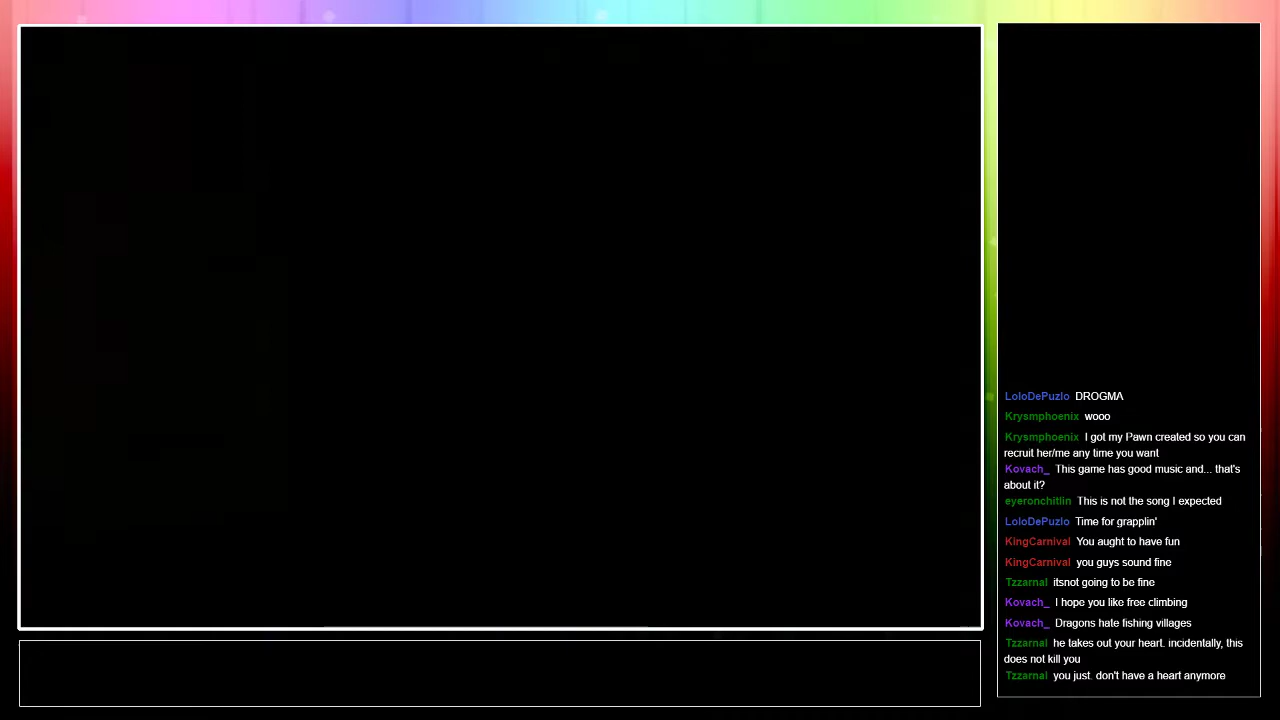 LoloDePuzlo DROGMA
Krysmphoenix wooo
Krysmphoenix I got my Pawn created so you can
recruit her/me any time you want
Kovach_ This game has good music and... that's
about it?
eyeronchitlin This is not the song I expected
LoloDePuzlo Time for grapplin'
KingCarnival You aught to have fun
KingCarnival you guys sound fine
Tzzarnal itsnot going to be fine
Kovach_ I hope you like free climbing
Kovach_ Dragons hate fishing villages
Tzzarnal he takes out your heart. incidentally, this
does not kill you
Tzzarnal you just. don't have a heart anymore